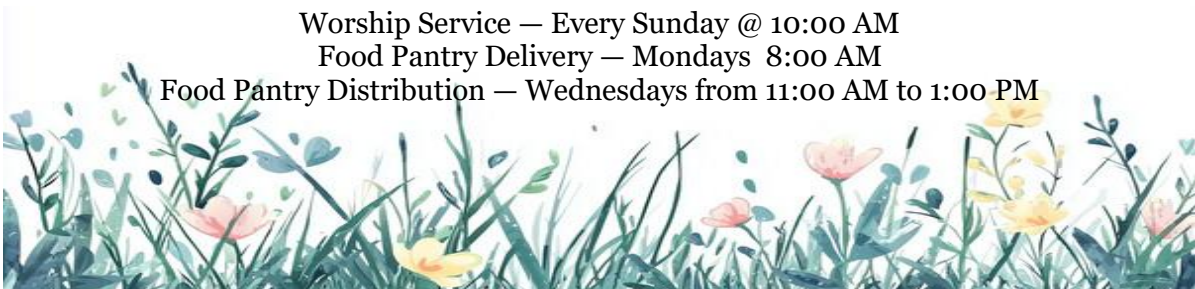 Worship Service — Every Sunday @ 10:00 AM
Food Pantry Delivery — Mondays  8:00 AM
Food Pantry Distribution — Wednesdays from 11:00 AM to 1:00 PM